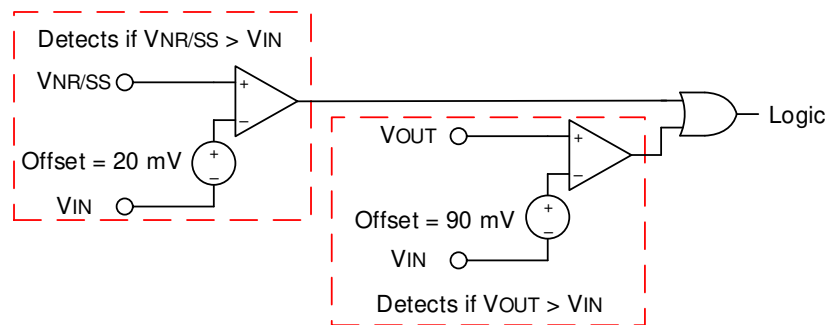 Detects if VNR/SS > VIN
VNR/SS
+
−
Offset = 20 mV
+
−
VIN
Logic
VOUT
+
−
Offset = 90 mV
+
−
VIN
Detects if VOUT > VIN